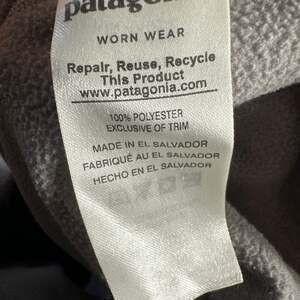 patagonia
WORN WEAR
Repair, Reuse, Recycle
This Product
www.patagonia.com
100% POLYESTER
EXCLUSIVE OF TRIM
MADE IN EL SALVADOR
FABRIQUÉ AU EL SALVADOR
HECHO EN EL SALVADOR